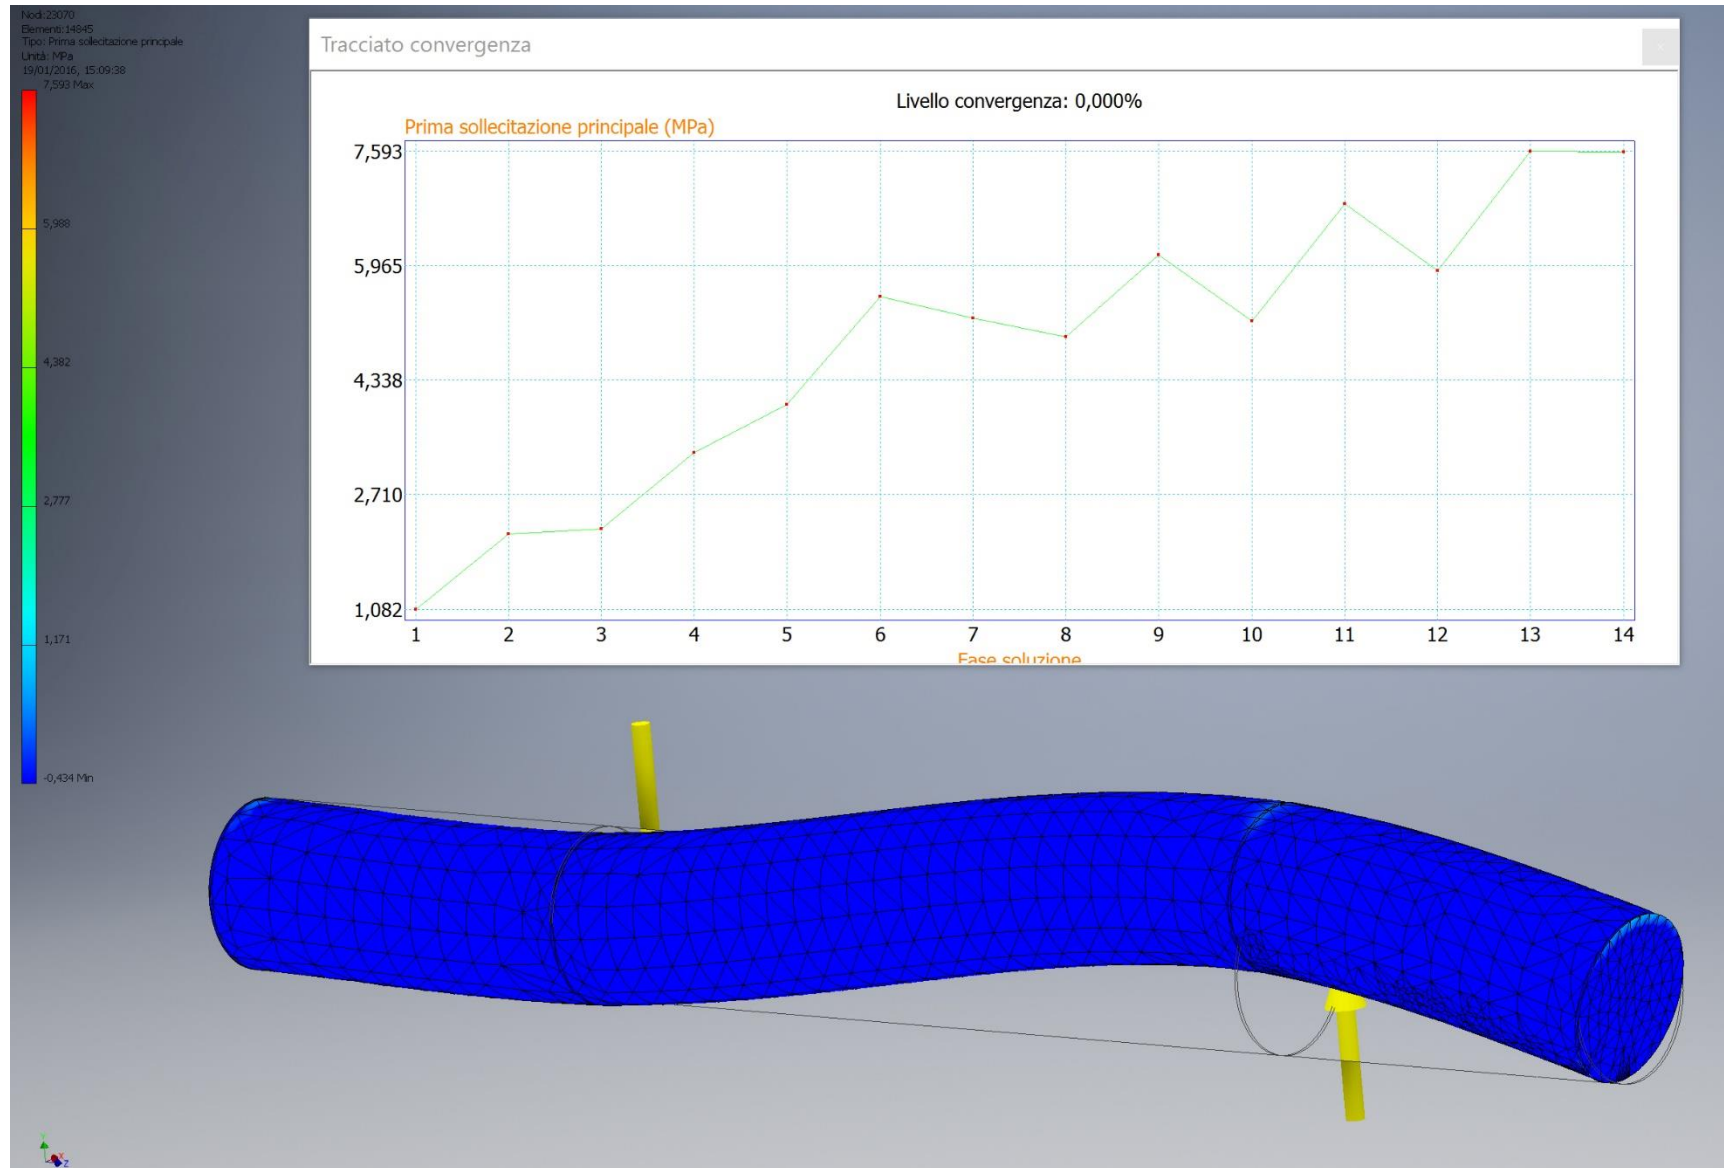 Nodi:23070
Elementi:14845
Tipo: Prima sollecitazione principale
Unità: MPa
19/01/2016, 15:09:38
7,593 Max
5,988
4,382
2,777
1,171
-0,434 Min
Tracciato convergenza
Livello convergenza: 0,000%
Prima sollecitazione principale (MPa)
7,593
5,965
4,338
2,710
1,082
1 2 3 4 5 6 7 8 9 10 11 12 13 14
Fase soluzione
Y
X
Z